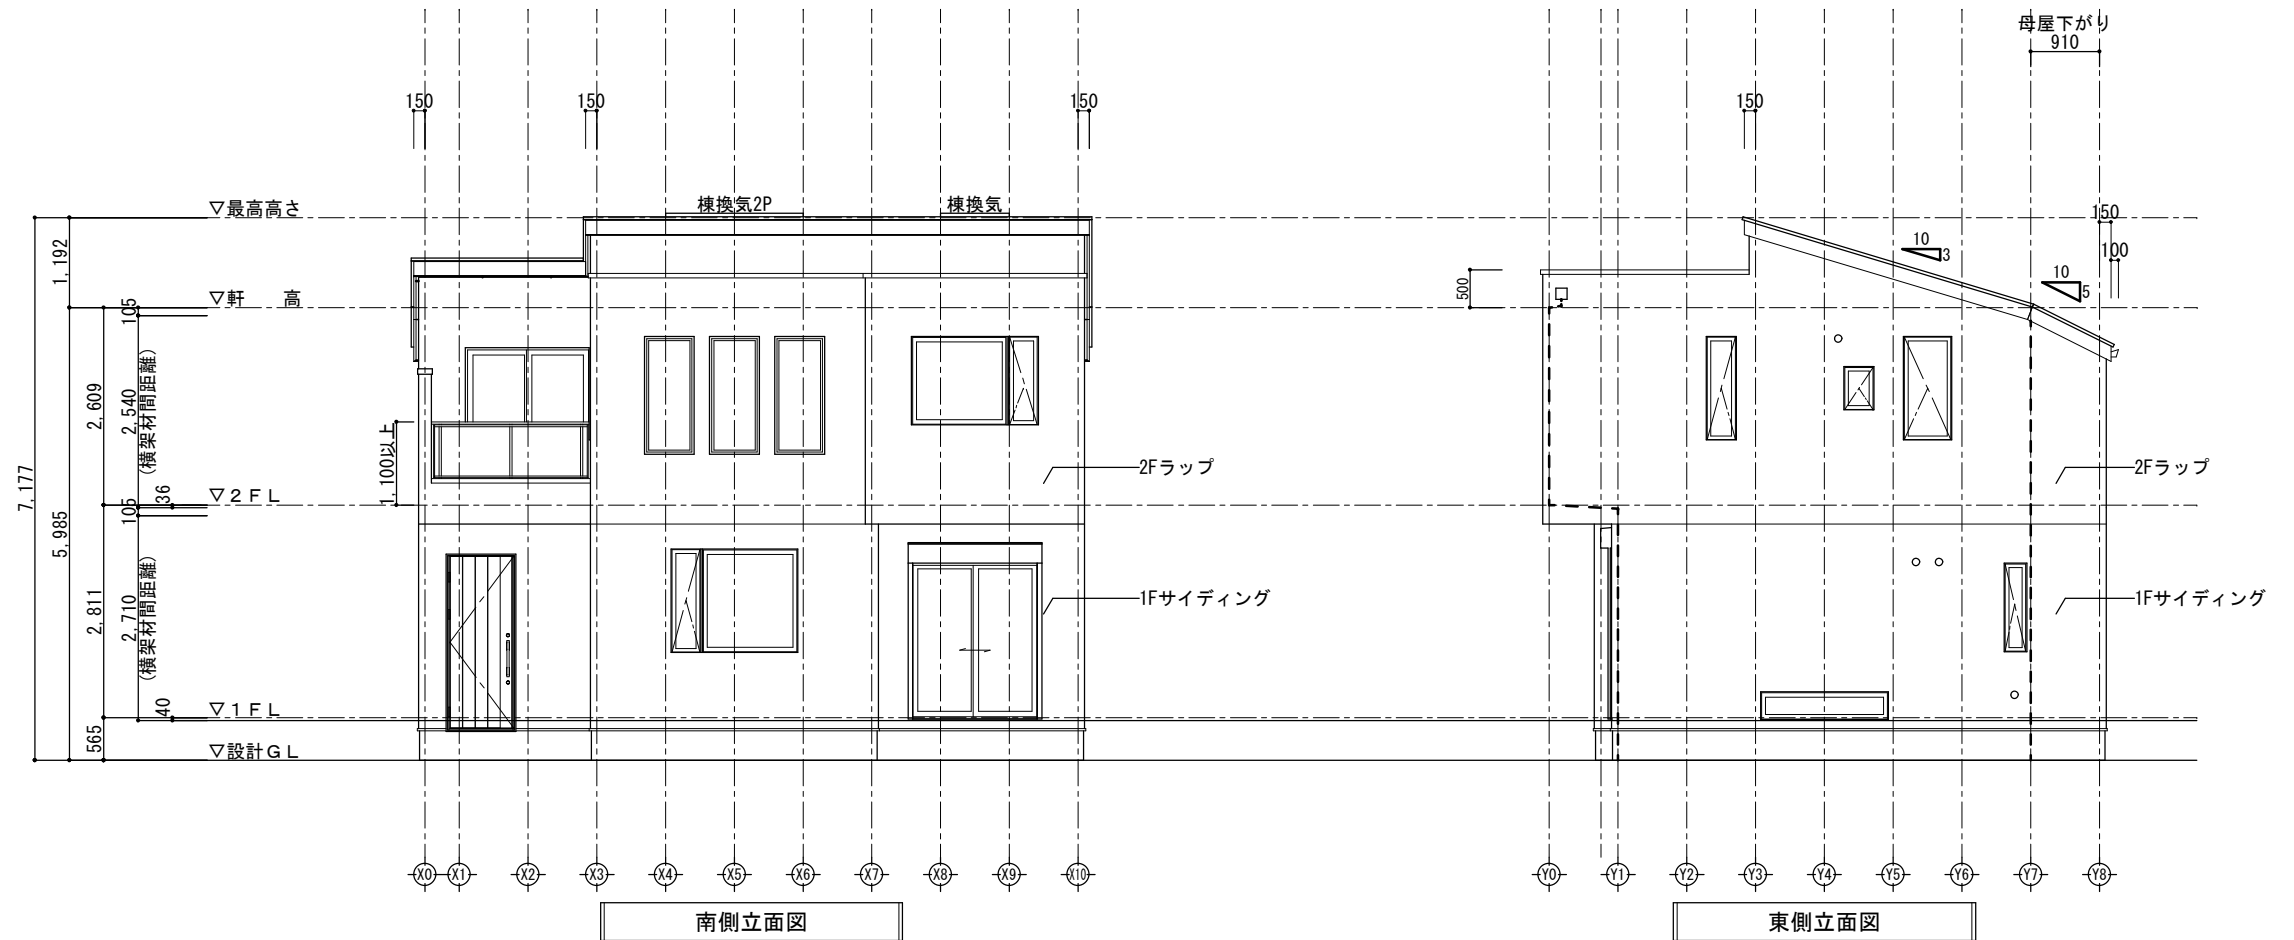 母屋下がり
910
150
150
150
150
▽最高高さ
棟換気2P
棟換気
150
10
3
100
1,192
▽軒　高
105
500
10
5
2,609
2,540
(横架材間距離)
1,100以上
2Fラップ
2Fラップ
7,177
5,985
36
▽２ＦＬ
105
2,811
2,710
(横架材間距離)
1Fサイディング
1Fサイディング
40
▽１ＦＬ
565
▽設計ＧＬ
X0 X1 X2 X3 X4 X5 X6 X7 X8 X9 X10
Y0 Y1 Y2 Y3 Y4 Y5 Y6 Y7 Y8
南側立面図
東側立面図